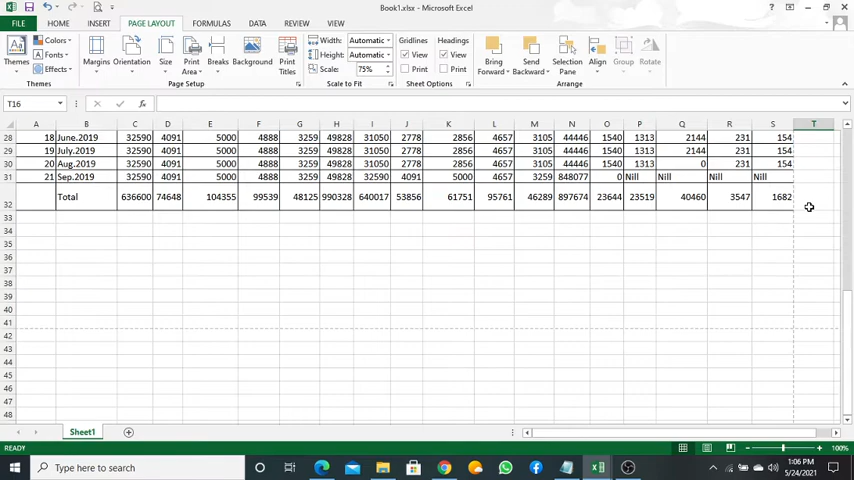 Book1.xlsx - Microsoft Excel
FILE HOME INSERT PAGE LAYOUT FORMULAS DATA REVIEW VIEW
Colors Width: Automatic Gridlines Headings
Fonts Height: Automatic View View
Themes Effects Margins Orientation Size Print Area Breaks Background Print Titles Scale: 75% Print Print Bring Forward Send Backward Selection Pane Align Group Rotate
Themes Page Setup Scale to Fit Sheet Options Arrange
T16
A B C D E F G H I J K L M N O P Q R S T
28 18 June.2019 32590 4091 5000 4888 3259 49828 31050 2778 2856 4657 3105 44446 1540 1313 2144 231 154
29 19 July.2019 32590 4091 5000 4888 3259 49828 31050 2778 2856 4657 3105 44446 1540 1313 2144 231 154
30 20 Aug.2019 32590 4091 5000 4888 3259 49828 31050 2778 2856 4657 3105 44446 1540 1313 0 231 154
31 21 Sep.2019 32590 4091 5000 4888 3259 49828 32590 4091 5000 4657 3259 848077 0 Nill Nill Nill Nill
32 Total 636600 74648 104355 99539 48125 990328 640017 53856 61751 95761 46289 897674 23644 23519 40460 3547 1682
33
34
35
36
37
38
39
40
41
42
43
44
45
46
47
48
Sheet1
READY 100%
Type here to search
1:06 PM
5/24/2021